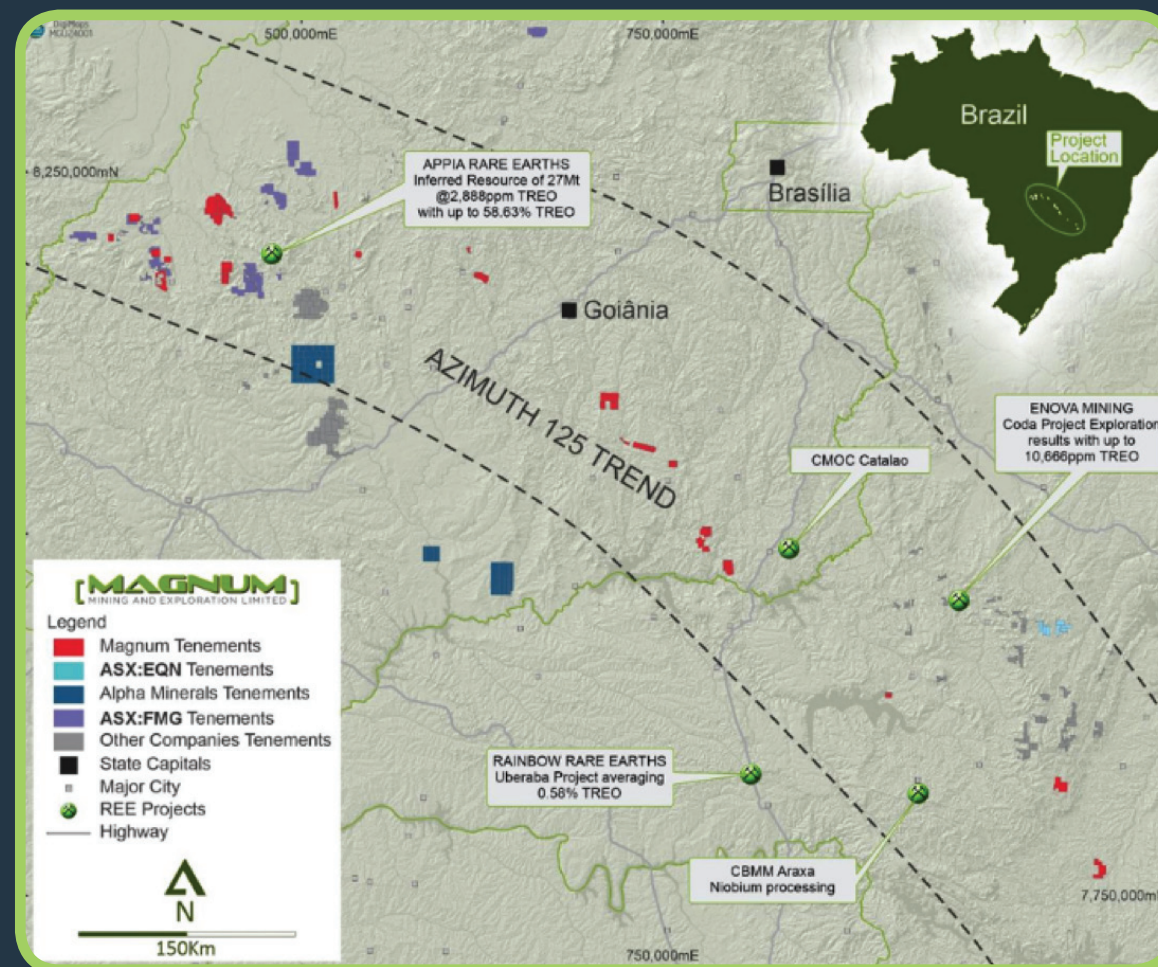 500,000mE
750,000mE
8,250,000mN
Brazil
Project
Location
APPIA RARE EARTHS
Inferred Resource of 27Mt
@2,888ppm TREO
with up to 58.63% TREO
Brasília
Goiânia
AZIMUTH 125 TREND
ENOVA MINING
Coda Project Exploration
results with up to
10,666ppm TREO
CMOC Catalao
[MAGNUM]
MINING AND EXPLORATION LIMITED
Legend
Magnum Tenements
ASX:EQN Tenements
Alpha Minerals Tenements
ASX:FMG Tenements
Other Companies Tenements
State Capitals
Major City
REE Projects
Highway
N
150Km
RAINBOW RARE EARTHS
Uberaba Project averaging
0.58% TREO
CBMM Araxa
Niobium processing
7,750,000m
750,000mE